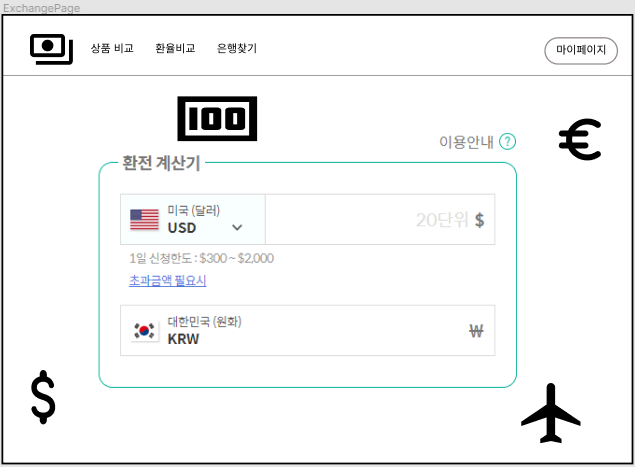 ExchangePage
상품 비교 환율비교 은행찾기 마이페이지
100
이용안내 ?
환전 계산기
미국 (달러)
USD
20단위 $
1일 신청한도 : $300 ~ $2,000
초과금액 필요시
대한민국 (원화)
KRW
₩
€
$